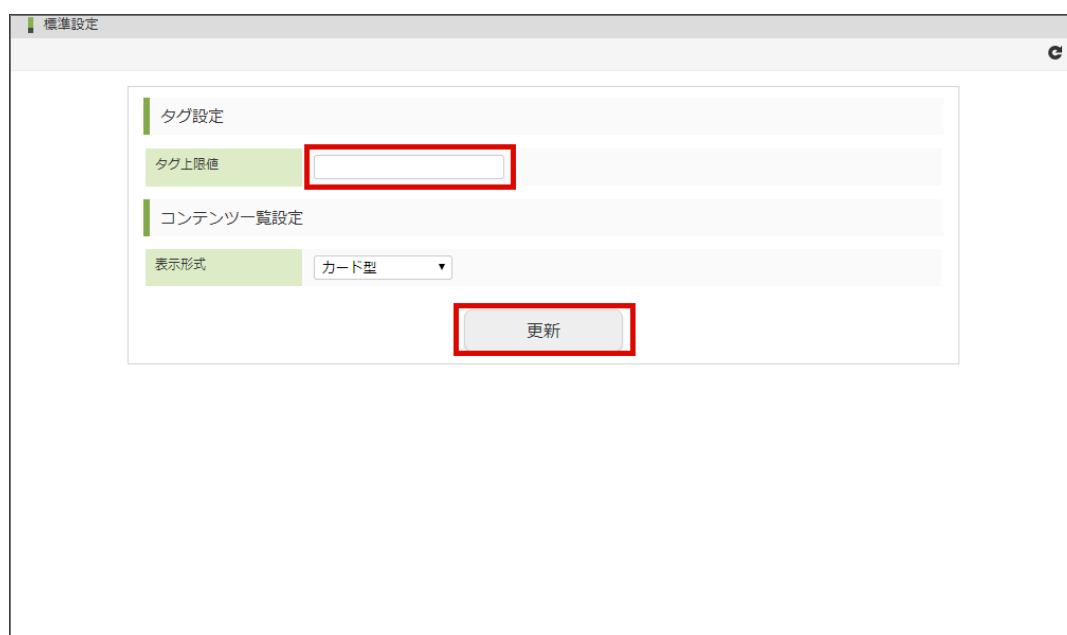 標準設定
タグ設定
タグ上限値
コンテンツ一覧設定
表示形式
カード型
更新